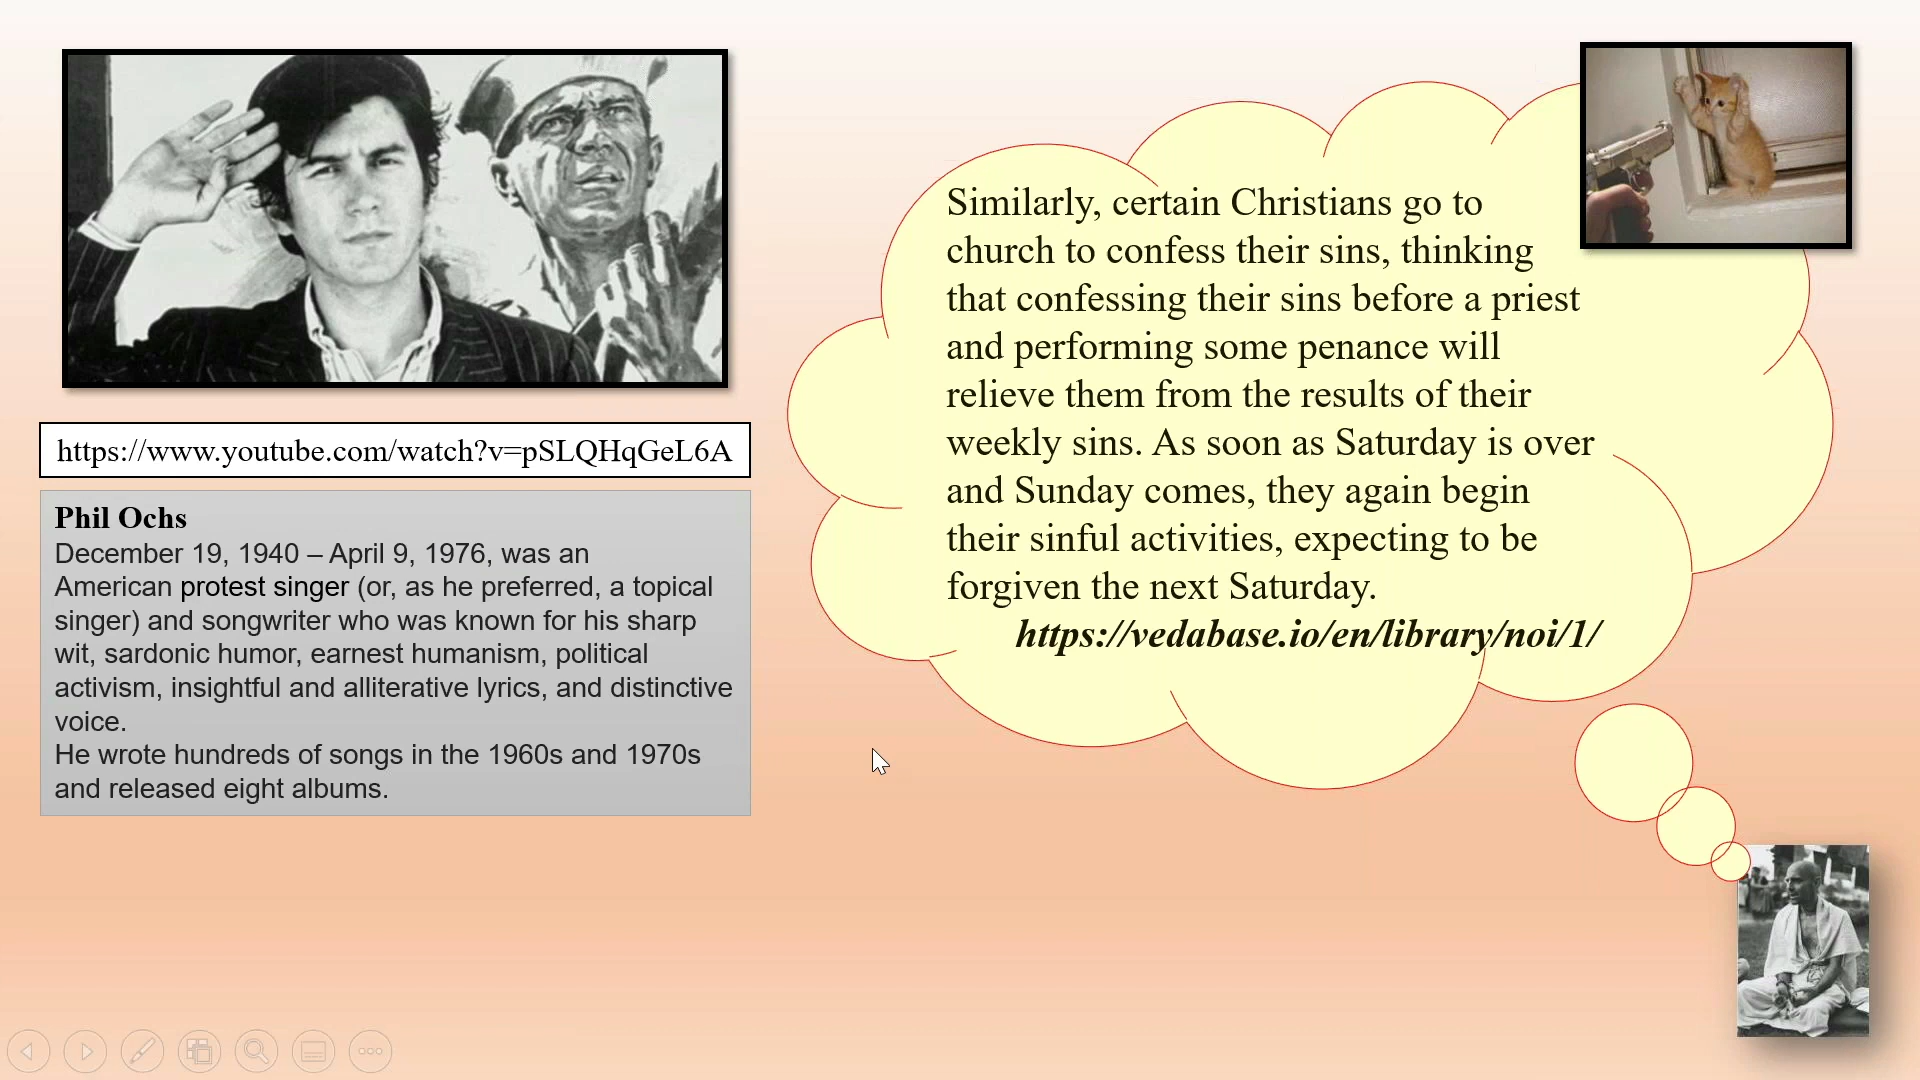 https://www.youtube.com/watch?v=pSLQHqGeL6A
Phil Ochs
December 19, 1940 – April 9, 1976, was an
American protest singer (or, as he preferred, a topical
singer) and songwriter who was known for his sharp
wit, sardonic humor, earnest humanism, political
activism, insightful and alliterative lyrics, and distinctive
voice.
He wrote hundreds of songs in the 1960s and 1970s
and released eight albums.
Similarly, certain Christians go to
church to confess their sins, thinking
that confessing their sins before a priest
and performing some penance will
relieve them from the results of their
weekly sins. As soon as Saturday is over
and Sunday comes, they again begin
their sinful activities, expecting to be
forgiven the next Saturday.
https://vedabase.io/en/library/noi/1/